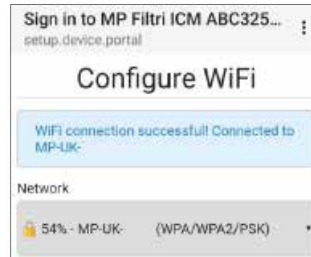 Sign in to MP Filtri ICM ABC325...
setup.device.portal
Configure WiFi
WiFi connection successful! Connected to
MP-UK-
Network
54% - MP-UK- (WPA/WPA2/PSK)